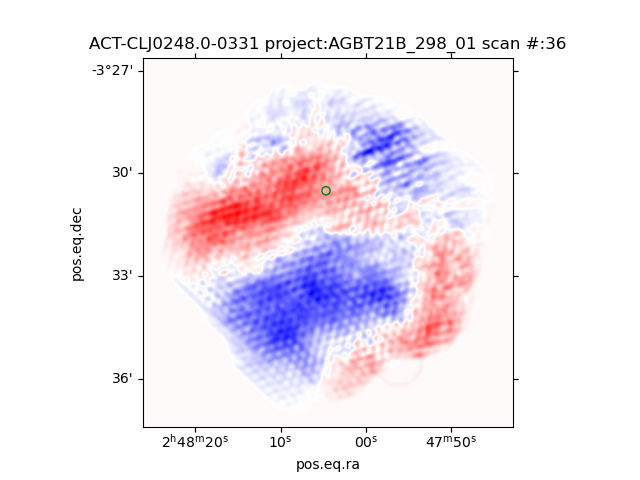 ACT-CLJ0248.0-0331 project:AGBT21B_298_01 scan #:36
-3°27'
30'
33'
36'
pos.eq.dec
2h48m20s 10s 00s 47m50s
pos.eq.ra